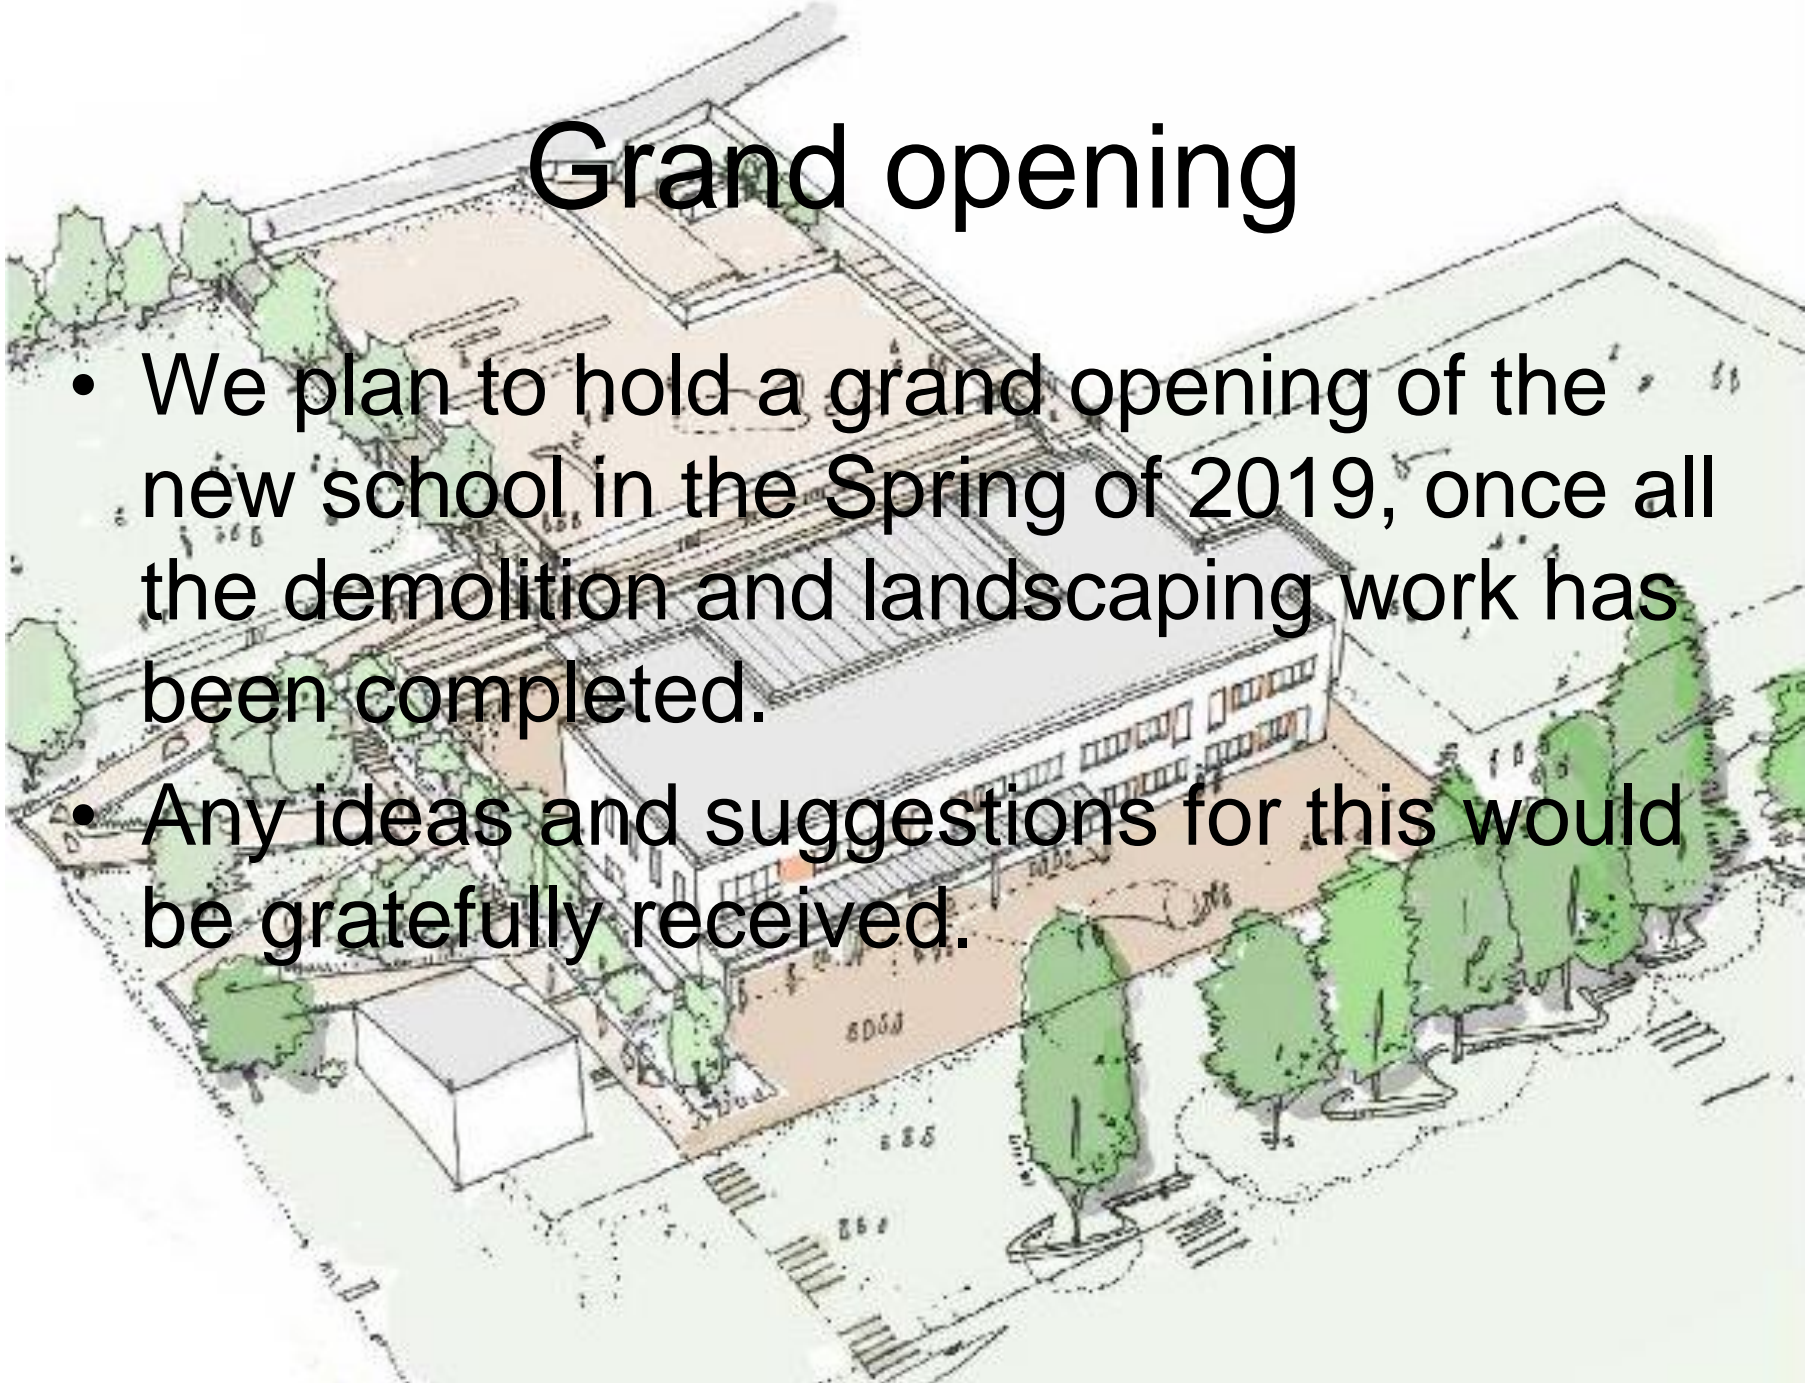 Grand opening
• We plan to hold a grand opening of the
new school in the Spring of 2019, once all
the demolition and landscaping work has
been completed.
• Any ideas and suggestions for this would
be gratefully received.